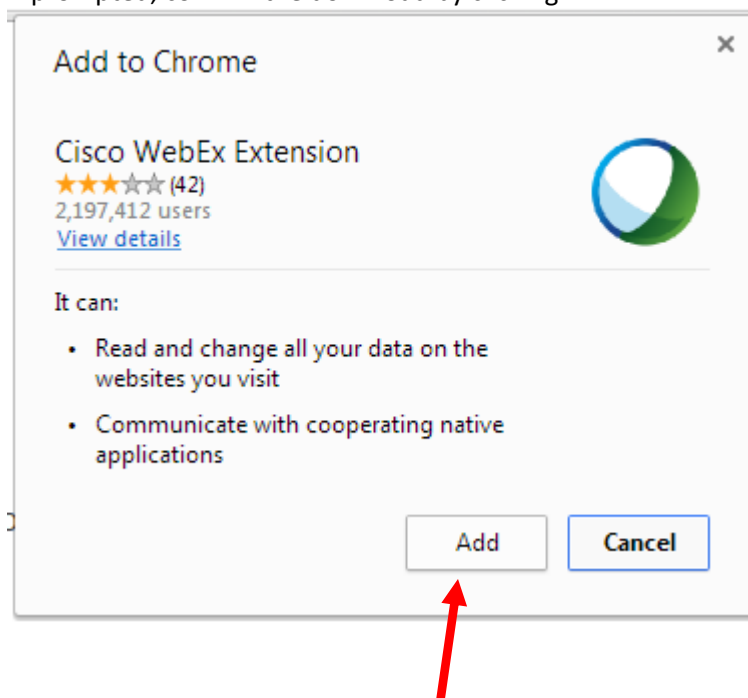 Add to Chrome
Cisco WebEx Extension
(42)
2,197,412 users
View details
It can:
• Read and change all your data on the
websites you visit
• Communicate with cooperating native
applications
Add
Cancel